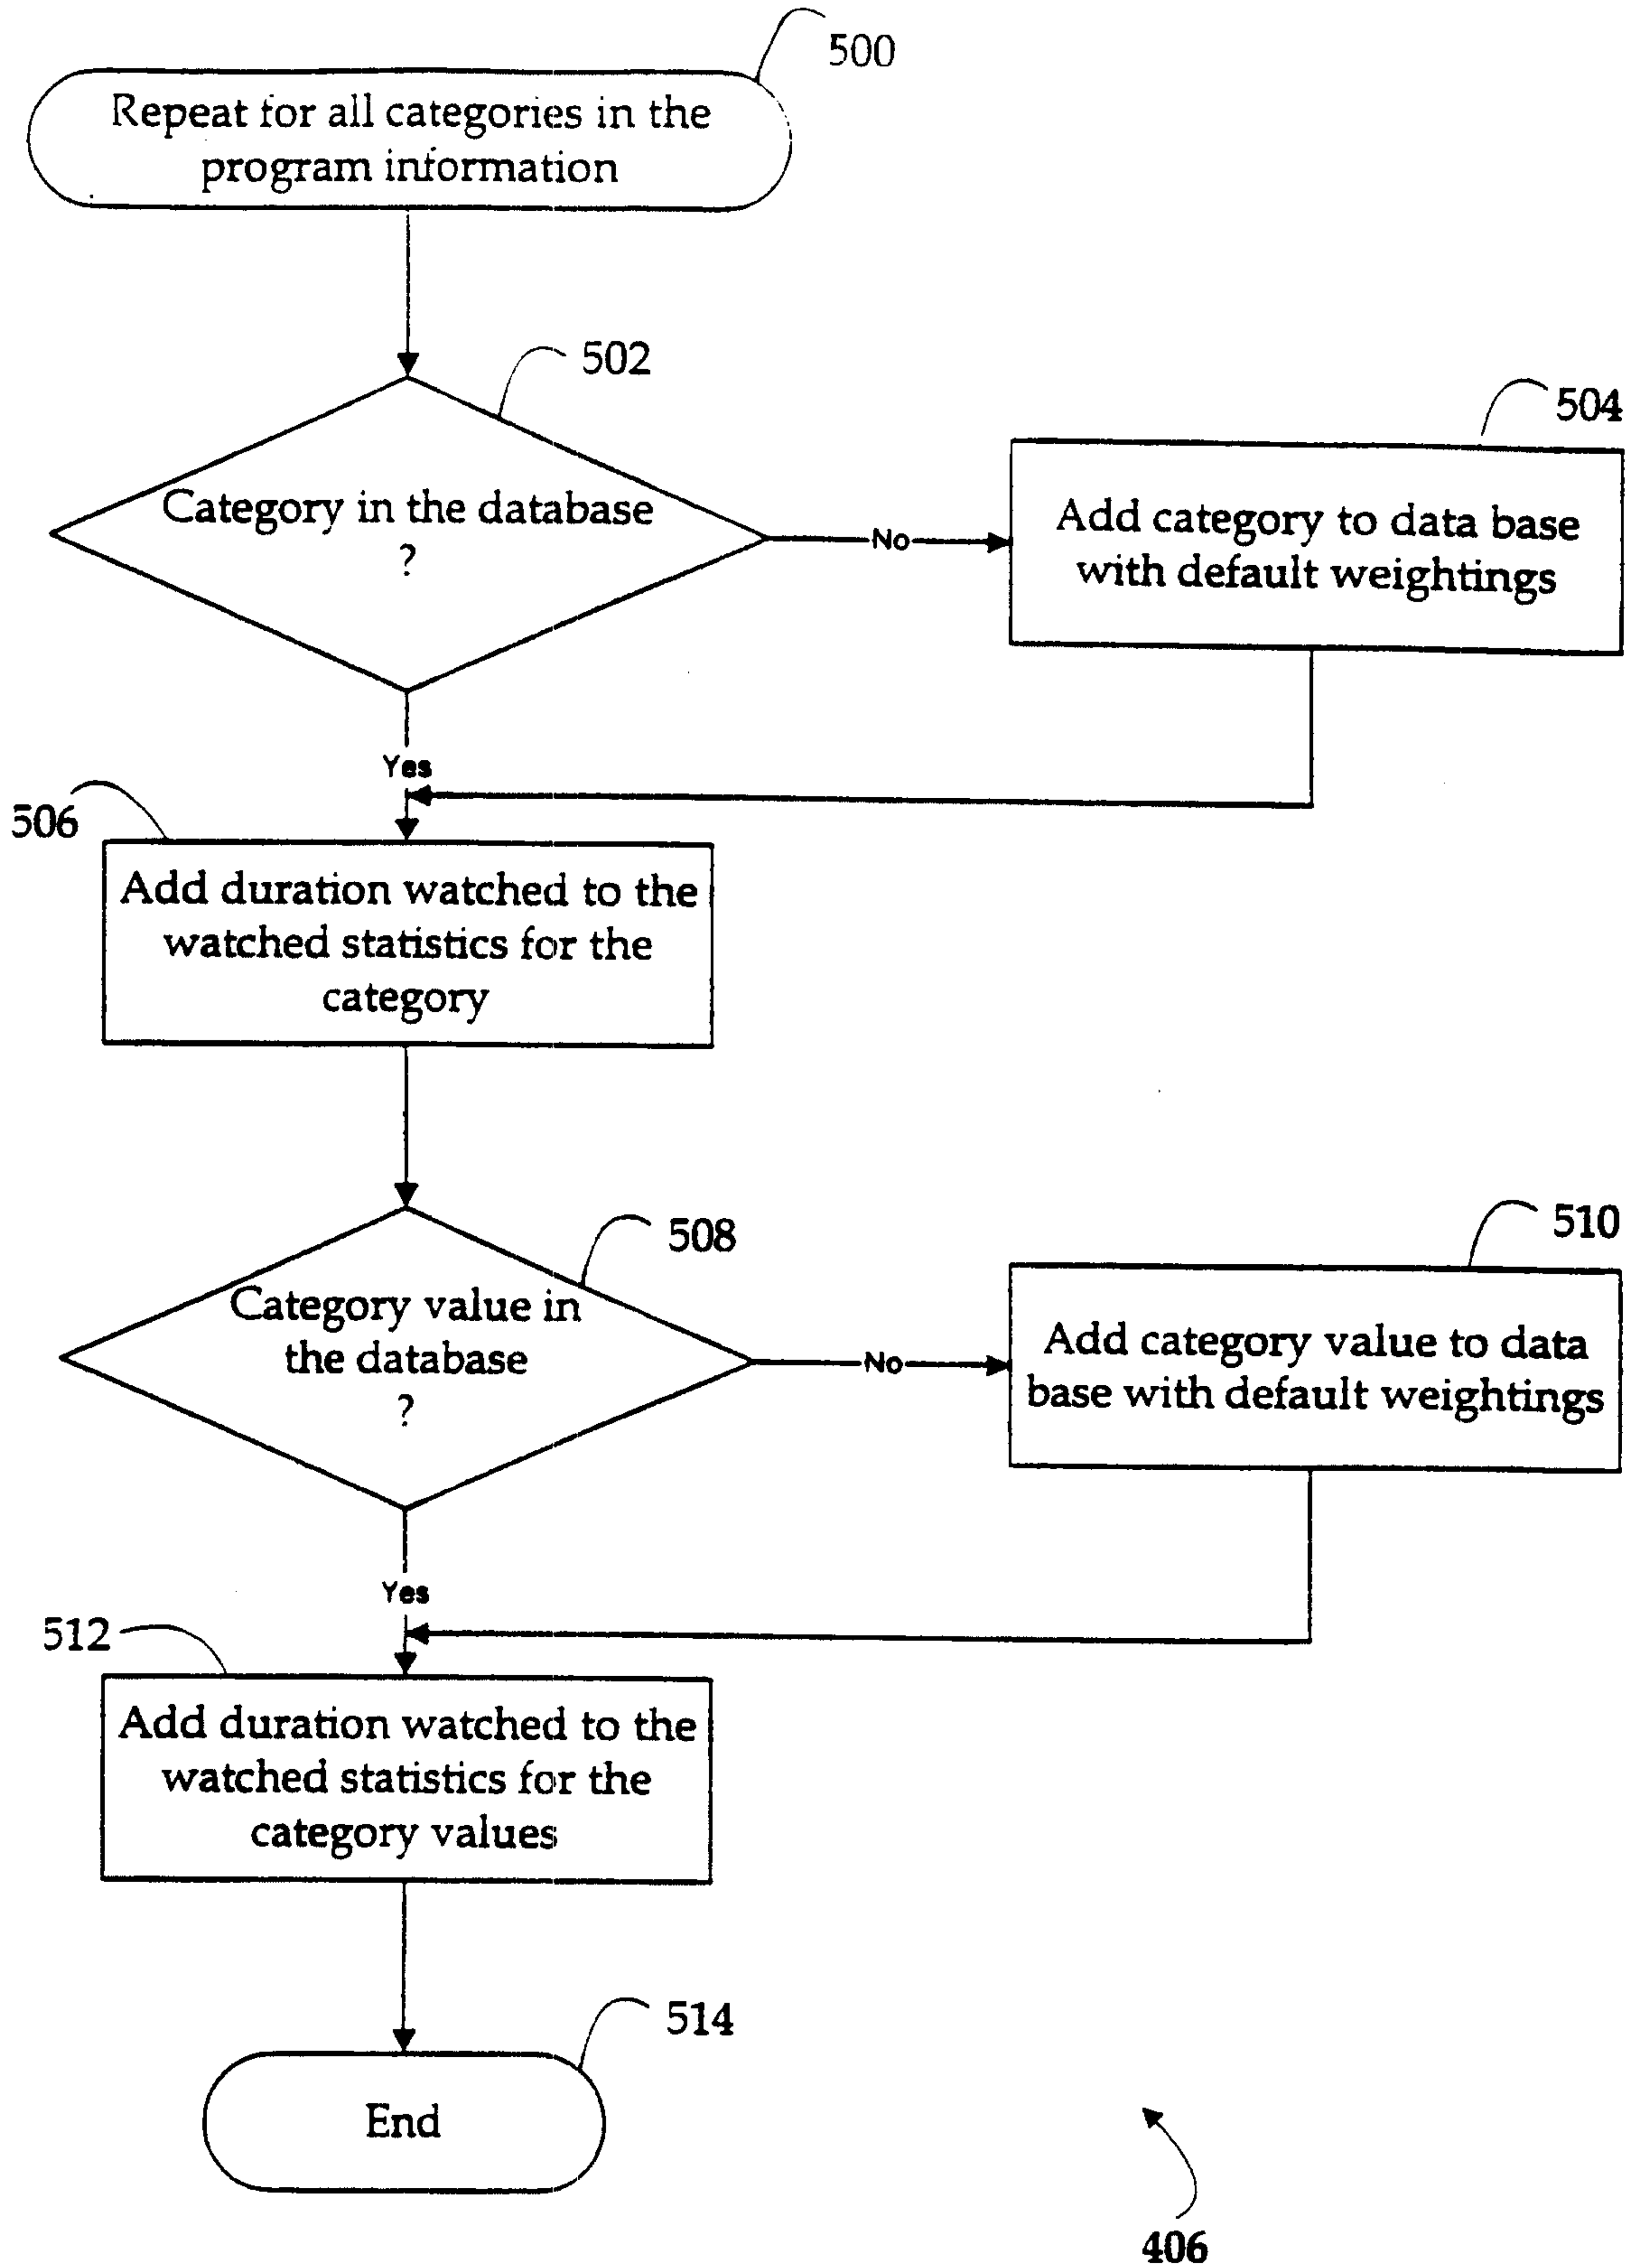 500
Repeat for all categories in the
program information
502
Category in the database
?
No
504
Add category to data base
with default weightings
Yes
506
Add duration watched to the
watched statistics for the
category
508
Category value in
the database
?
No
510
Add category value to data
base with default weightings
Yes
512
Add duration watched to the
watched statistics for the
category values
514
End
406